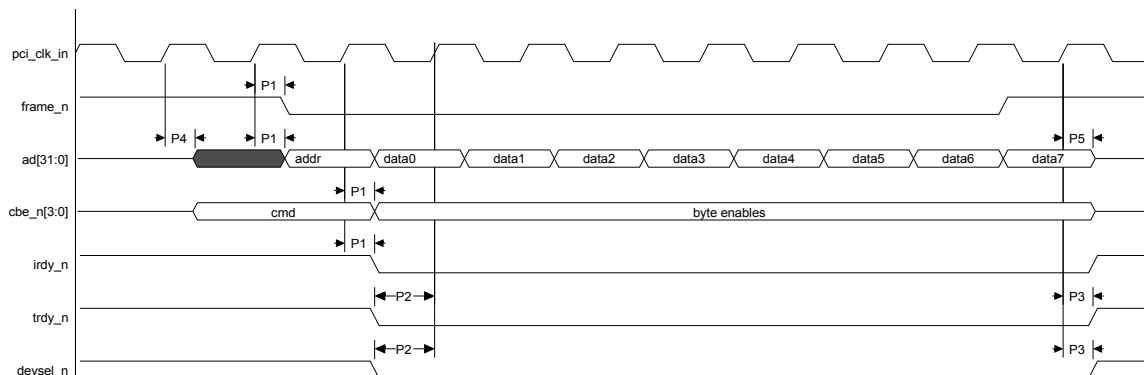 pci_clk_in
P1
frame_n
P4 P1 P5
ad[31:0] addr data0 data1 data2 data3 data4 data5 data6 data7
P1
cbe_n[3:0] cmd byte enables
P1
irdy_n
P2 P3
trdy_n
P2 P3
devsel_n